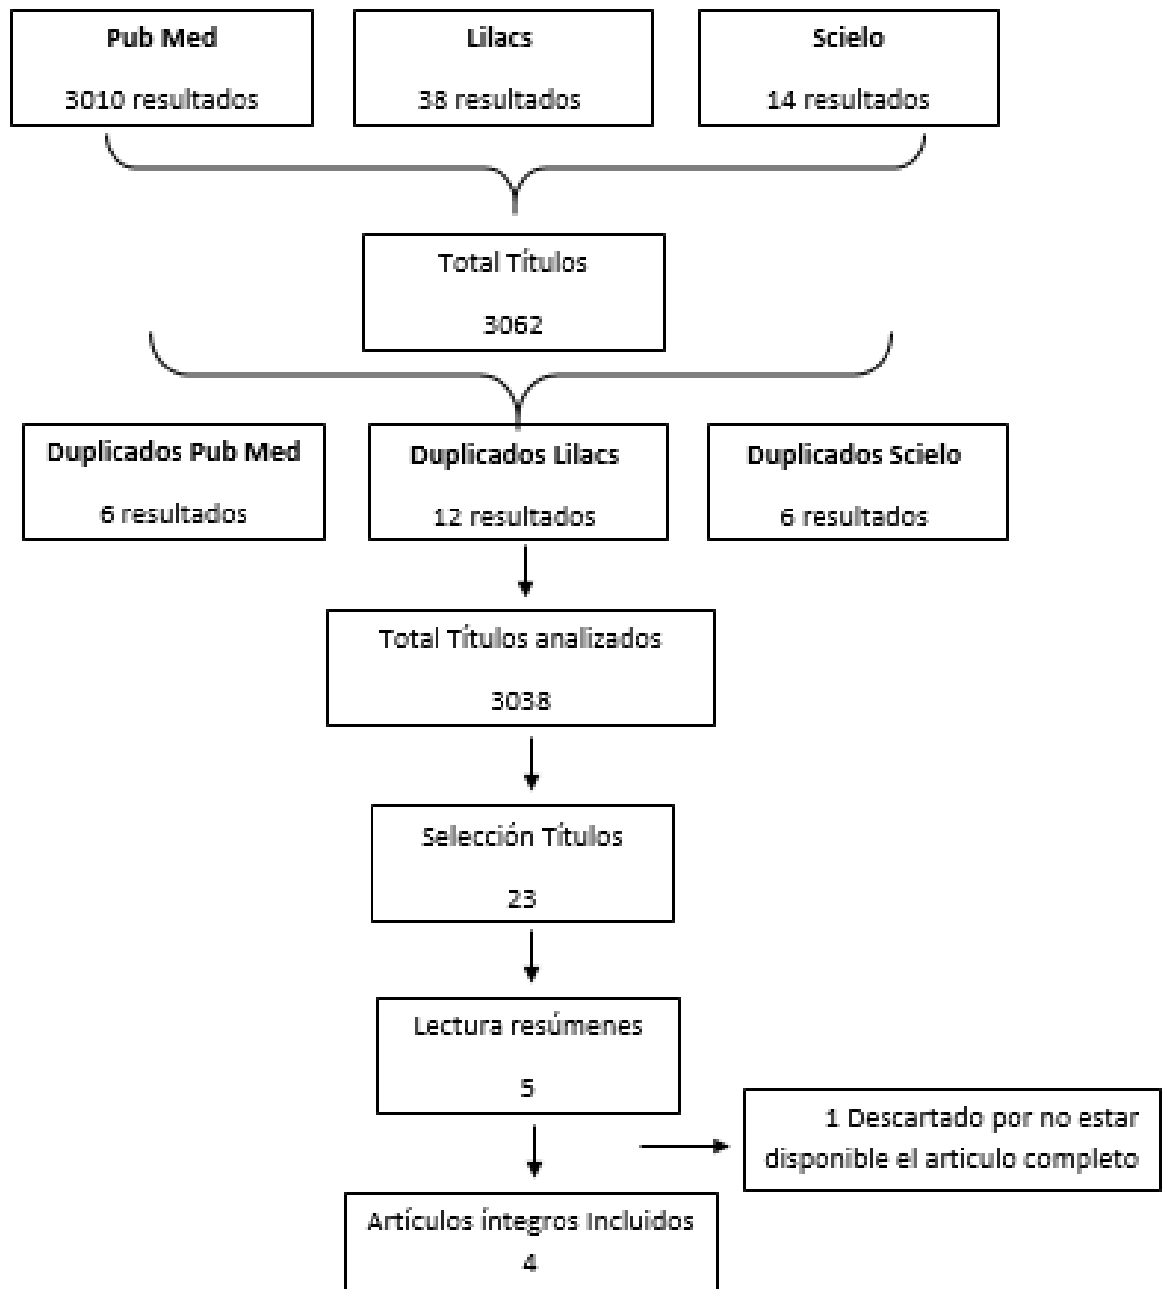 Pub Med
3010 resultados
Lilacs
38 resultados
Scielo
14 resultados
Total Títulos
3062
Duplicados Pub Med
6 resultados
Duplicados Lilacs
12 resultados
Duplicados Scielo
6 resultados
Total Títulos analizados
3038
Selección Títulos
23
Lectura resúmenes
5
1 Descartado por no estar
disponible el articulo completo
Artículos íntegros Incluidos
4